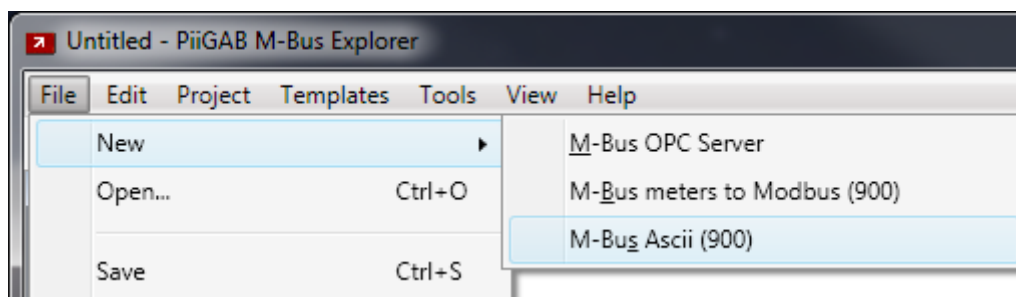 Untitled - PiiGAB M-Bus Explorer
File Edit Project Templates Tools View Help
New M-Bus OPC Server
Open... Ctrl+O M-Bus meters to Modbus (900)
M-Bus Ascii (900)
Save Ctrl+S